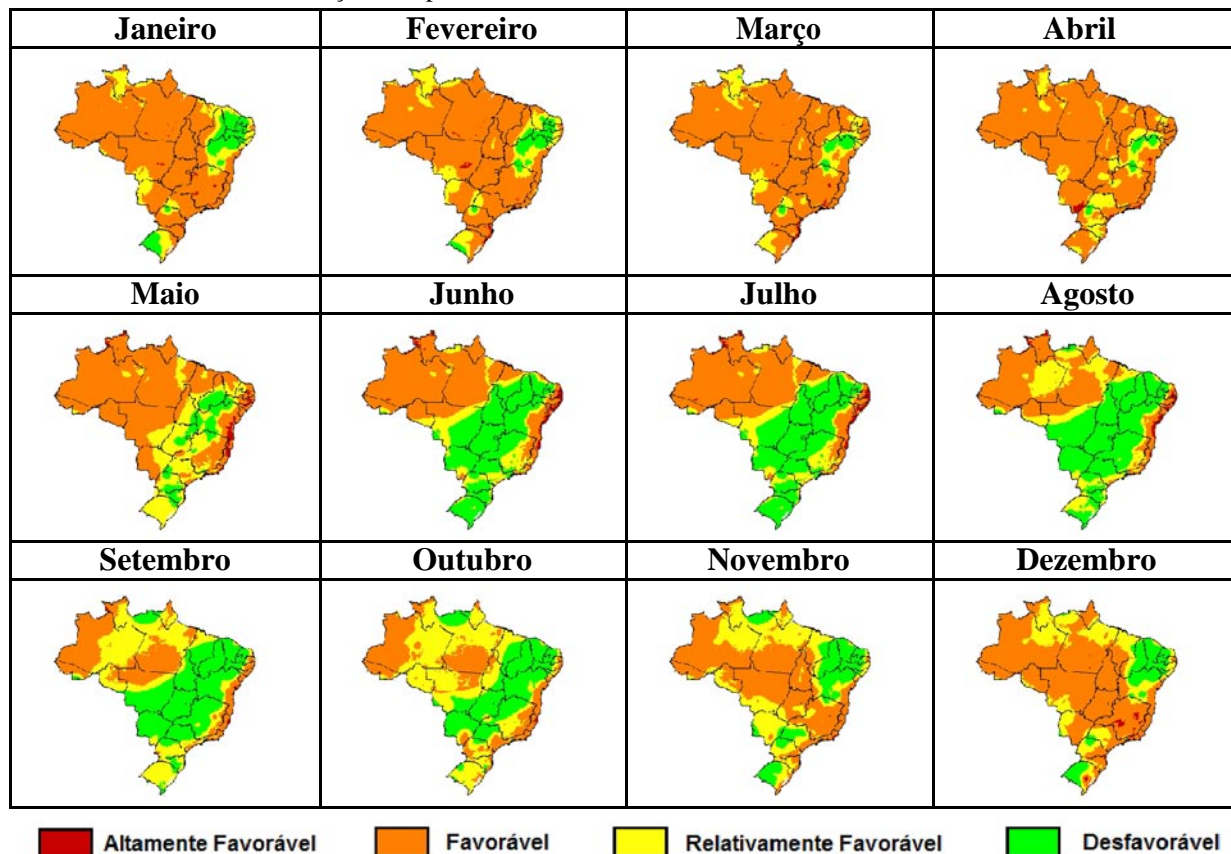 Janeiro Fevereiro Março Abril
Maio Junho Julho Agosto
Setembro Outubro Novembro Dezembro
Altamente Favorável Favorável Relativamente Favorável Desfavorável